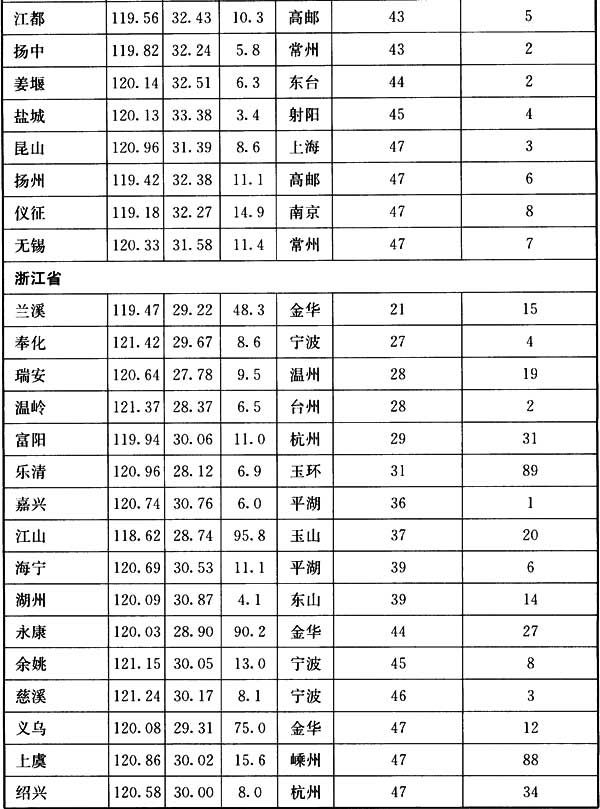 江都 119.56 32.43 10.3 高邮 43 5
扬中 119.82 32.24 5.8 常州 43 2
姜堰 120.14 32.51 6.3 东台 44 2
盐城 120.13 33.38 3.4 射阳 45 4
昆山 120.96 31.39 8.6 上海 47 3
扬州 119.42 32.38 11.1 高邮 47 6
仪征 119.18 32.27 14.9 南京 47 8
无锡 120.33 31.58 11.4 常州 47 7
浙江省
兰溪 119.47 29.22 48.3 金华 21 15
奉化 121.42 29.67 8.6 宁波 27 4
瑞安 120.64 27.78 9.5 温州 28 19
温岭 121.37 28.37 6.5 台州 28 2
富阳 119.94 30.06 11.0 杭州 29 31
乐清 120.96 28.12 6.9 玉环 31 89
嘉兴 120.74 30.76 6.0 平湖 36 1
江山 118.62 28.74 95.8 玉山 37 20
海宁 120.69 30.53 11.1 平湖 39 6
湖州 120.09 30.87 4.1 东山 39 14
永康 120.03 28.90 90.2 金华 44 27
余姚 121.15 30.05 13.0 宁波 45 8
慈溪 121.24 30.17 8.1 宁波 46 3
义乌 120.08 29.31 75.0 金华 47 12
上虞 120.86 30.02 15.6 嵊州 47 88
绍兴 120.58 30.00 8.0 杭州 47 34